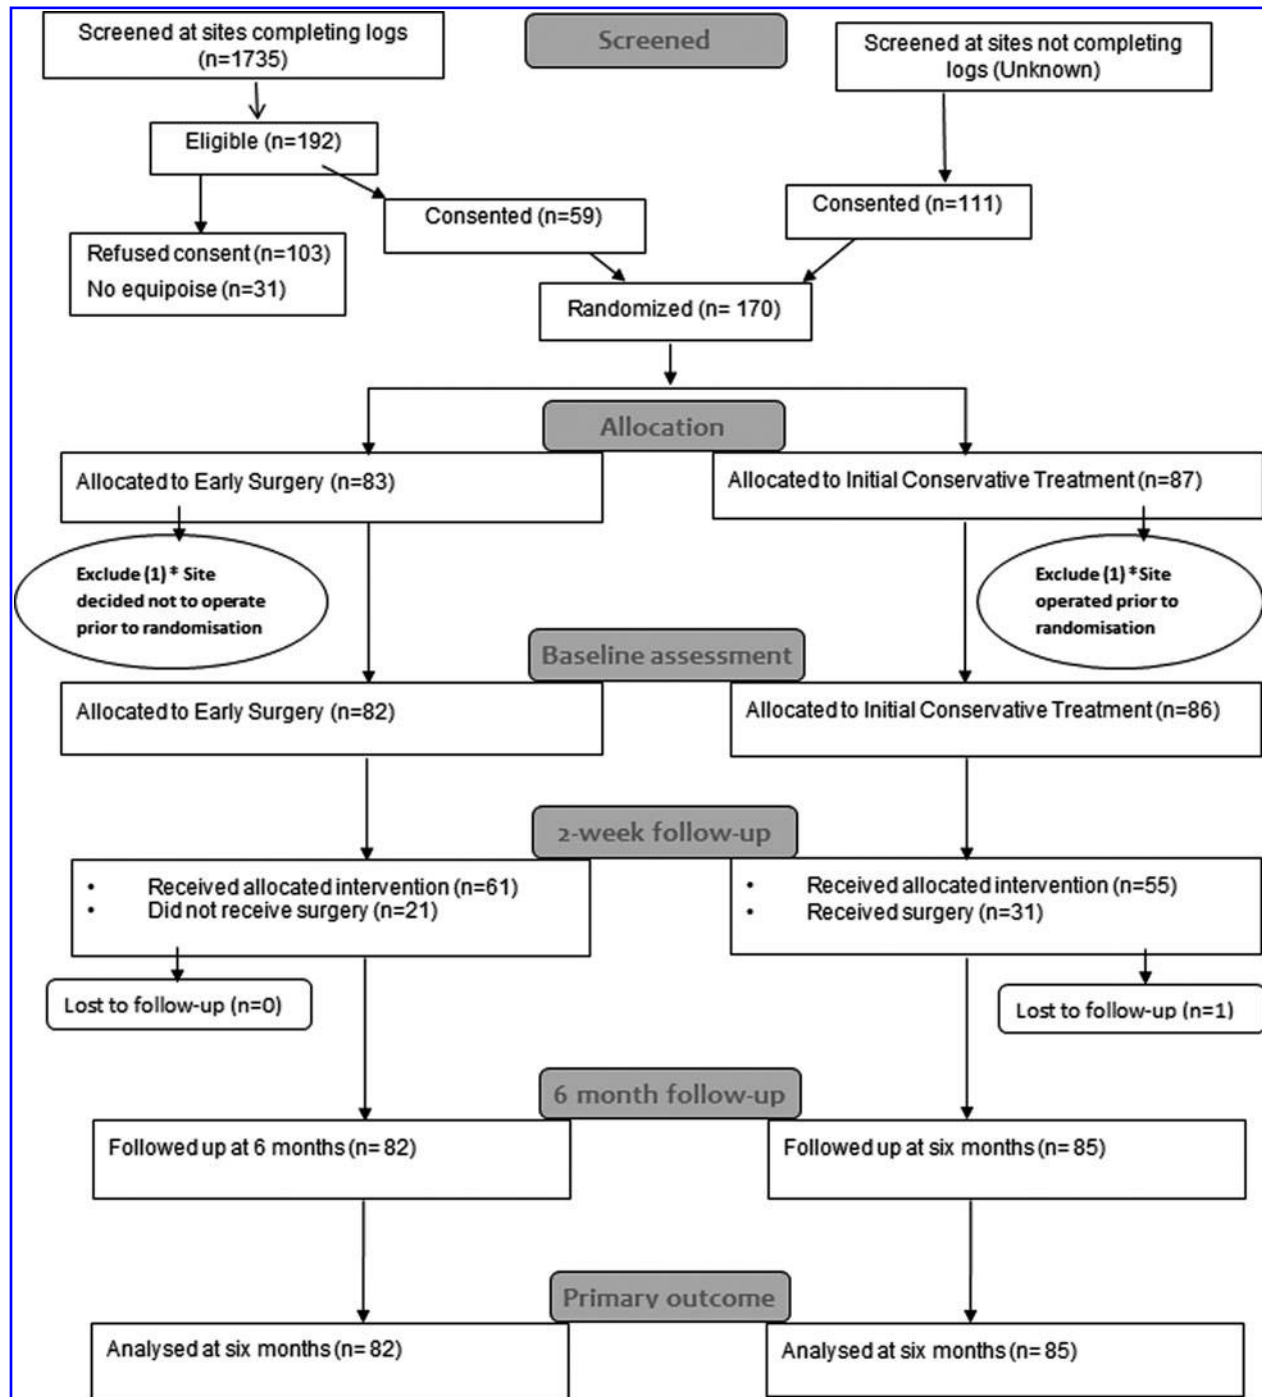 Screened
Screened at sites completing logs
(n=1735)
Screened at sites not completing
logs (Unknown)
Eligible (n=192)
Consented (n=59)
Consented (n=111)
Refused consent (n=103)
No equipoise (n=31)
Randomized (n= 170)
Allocation
Allocated to Early Surgery (n=83)
Allocated to Initial Conservative Treatment (n=87)
Exclude (1) * Site
decided not to operate
prior to randomisation
Exclude (1) *Site
operated prior to
randomisation
Baseline assessment
Allocated to Early Surgery (n=82)
Allocated to Initial Conservative Treatment (n=86)
2-week follow-up
• Received allocated intervention (n=61)
• Did not receive surgery (n=21)
• Received allocated intervention (n=55)
• Received surgery (n=31)
Lost to follow-up (n=0)
Lost to follow-up (n=1)
6 month follow-up
Followed up at 6 months (n= 82)
Followed up at six months (n= 85)
Primary outcome
Analysed at six months (n= 82)
Analysed at six months (n= 85)